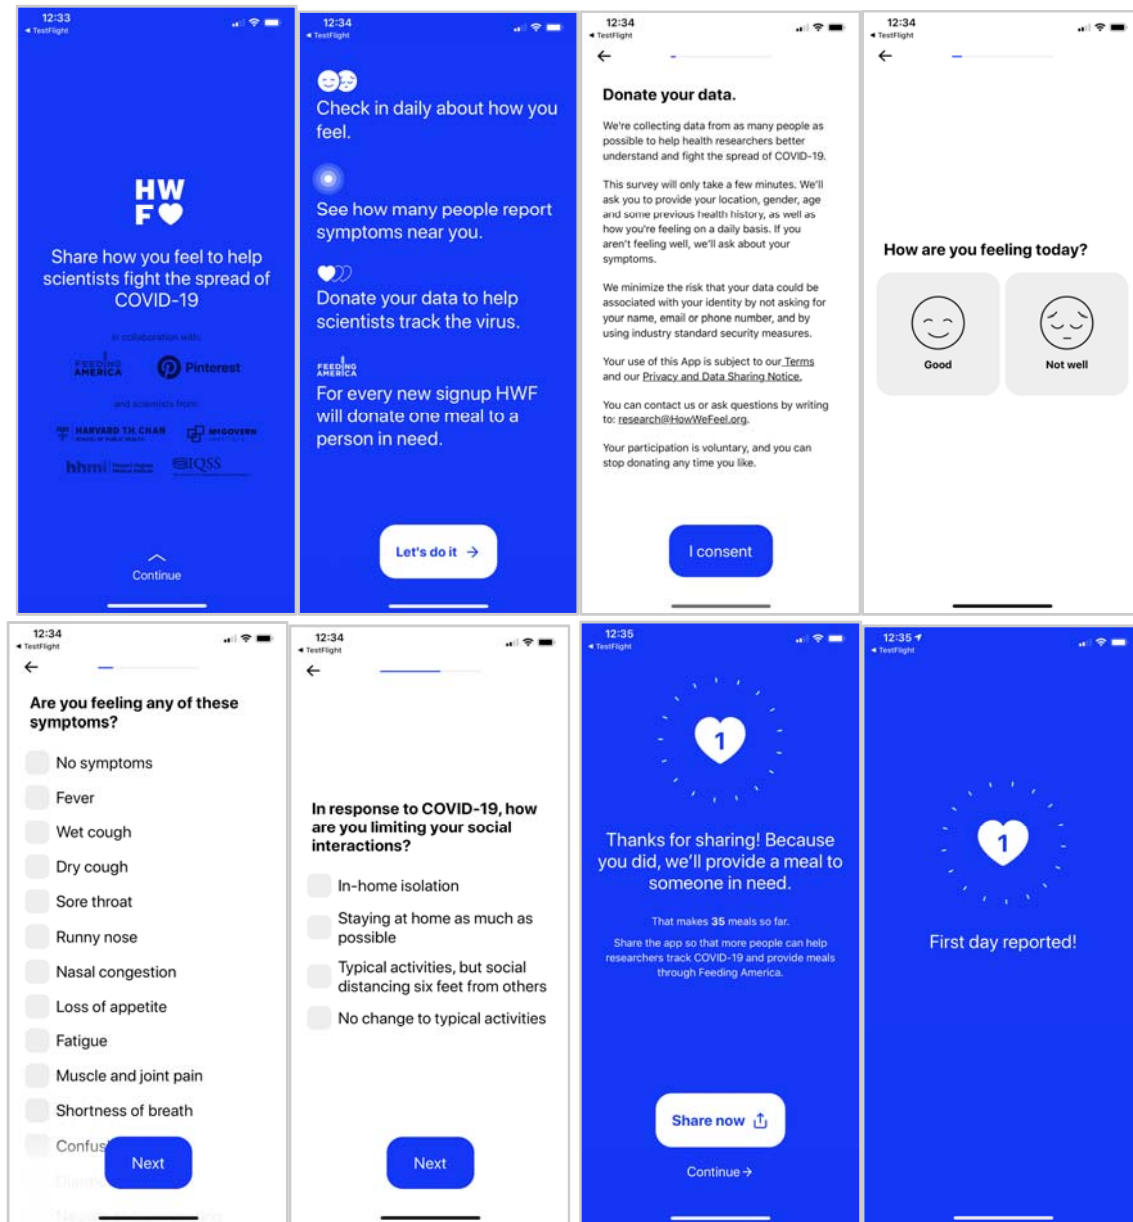 12:33
◄ TestFlight
HW
F
Share how you feel to help
scientists fight the spread of
COVID-19
in collaboration with:
FEEDING
AMERICA
Pinterest
and scientists from:
HARVARD T.H. CHAN
SCHOOL OF PUBLIC HEALTH
McGOVERN
INSTITUTE
hhmi
IQSS
Continue
12:34
◄ TestFlight
Check in daily about how you
feel.
See how many people report
symptoms near you.
Donate your data to help
scientists track the virus.
FEEDING
AMERICA
For every new signup HWF
will donate one meal to a
person in need.
Let's do it →
12:34
◄ TestFlight
←
Donate your data.
We're collecting data from as many people as
possible to help health researchers better
understand and fight the spread of COVID-19.
This survey will only take a few minutes. We'll
ask you to provide your location, gender, age
and some previous health history, as well as
how you're feeling on a daily basis. If you
aren't feeling well, we'll ask about your
symptoms.
We minimize the risk that your data could be
associated with your identity by not asking for
your name, email or phone number, and by
using industry standard security measures.
Your use of this App is subject to our Terms
and our Privacy and Data Sharing Notice.
You can contact us or ask questions by writing
to: research@HowWeFeel.org.
Your participation is voluntary, and you can
stop donating any time you like.
I consent
12:34
◄ TestFlight
←
How are you feeling today?
Good
Not well
12:34
◄ TestFlight
←
Are you feeling any of these
symptoms?
No symptoms
Fever
Wet cough
Dry cough
Sore throat
Runny nose
Nasal congestion
Loss of appetite
Fatigue
Muscle and joint pain
Shortness of breath
Confus
Next
12:34
◄ TestFlight
←
In response to COVID-19, how
are you limiting your social
interactions?
In-home isolation
Staying at home as much as
possible
Typical activities, but social
distancing six feet from others
No change to typical activities
Next
12:35
◄ TestFlight
1
Thanks for sharing! Because
you did, we'll provide a meal to
someone in need.
That makes 35 meals so far.
Share the app so that more people can help
researchers track COVID-19 and provide meals
through Feeding America.
Share now
Continue →
12:35
◄ TestFlight
1
First day reported!